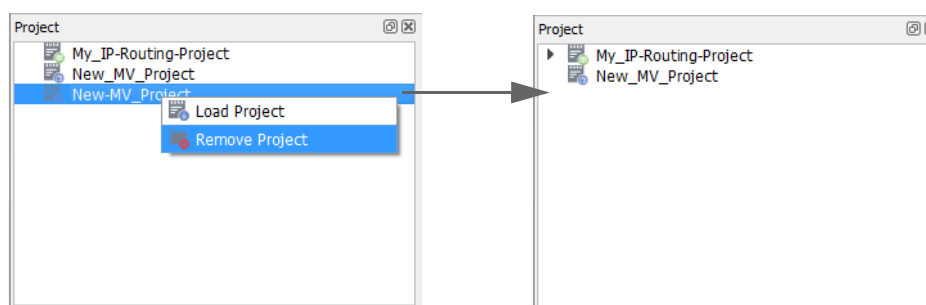 Project
My_IP-Routing-Project
New_MV_Project
New-MV_Project
Load Project
Remove Project
Project
My_IP-Routing-Project
New_MV_Project